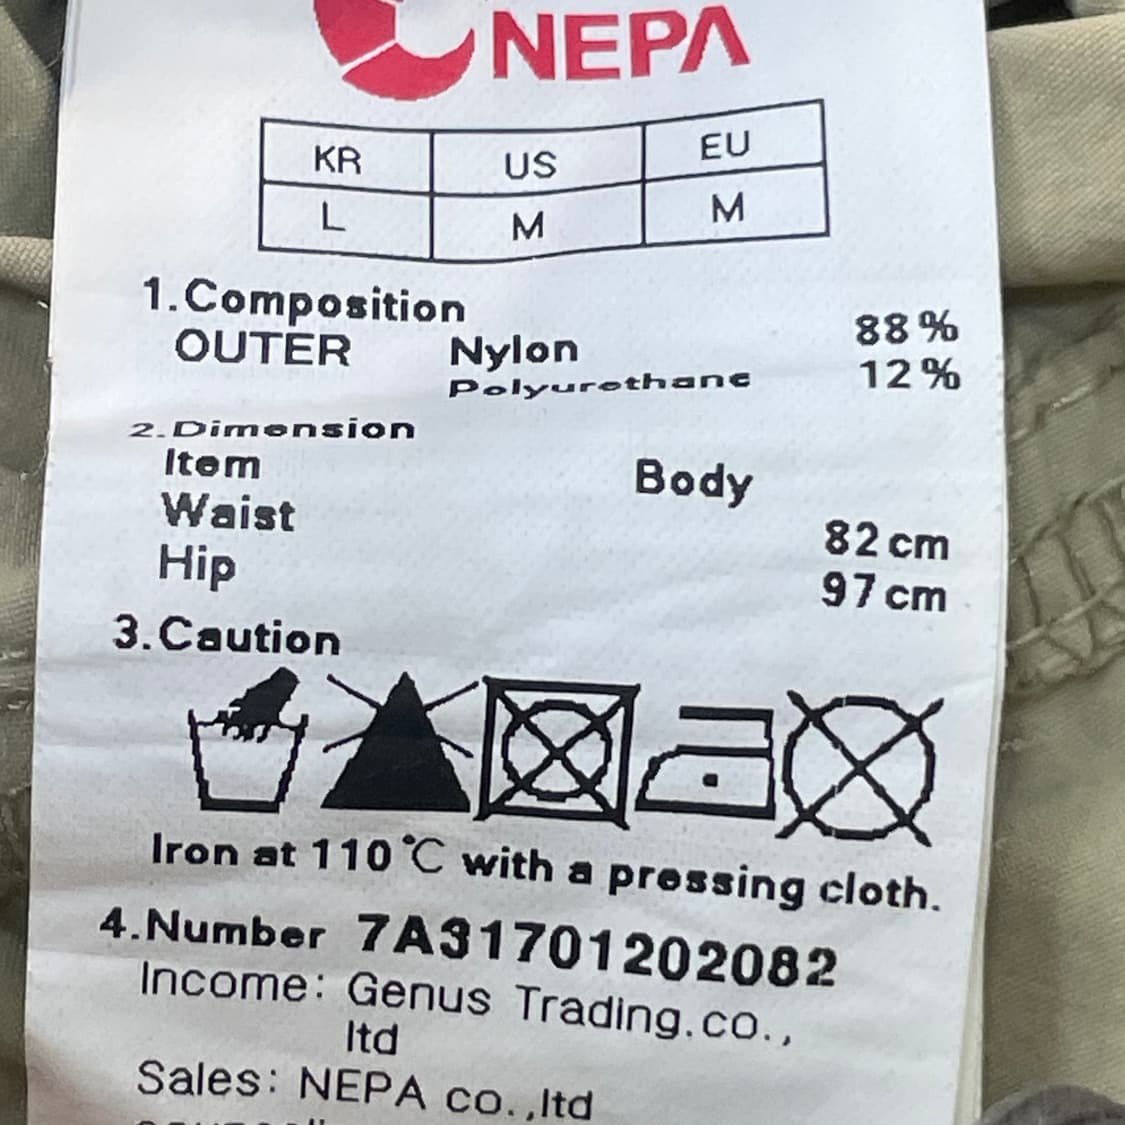 NEPA
KR US EU
L M M
1.Composition
OUTER Nylon 88%
Polyurethane 12%
2.Dimension
Item Body
Waist 82cm
Hip 97cm
3.Caution
Iron at 110℃ with a pressing cloth.
4.Number 7A31701202082
Income: Genus Trading.co.,
ltd
Sales: NEPA co.,ltd